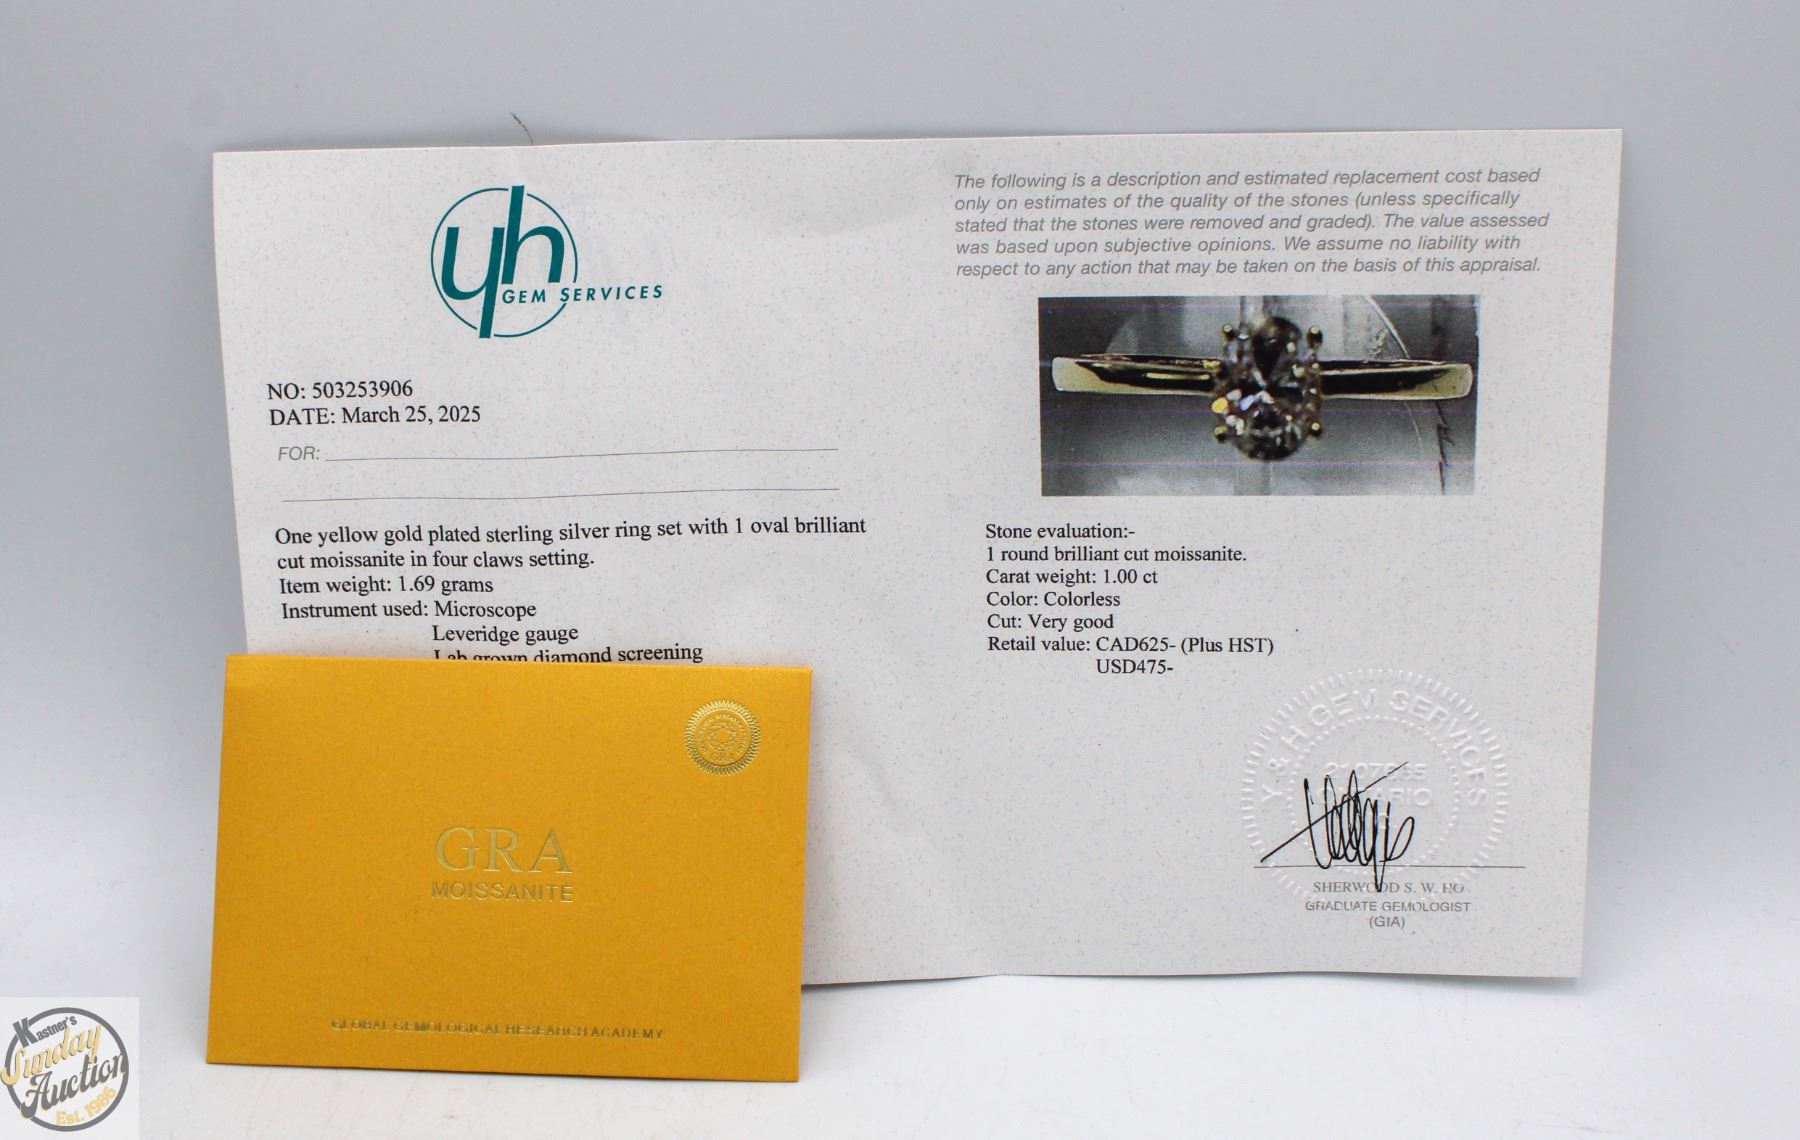 yh
GEM SERVICES
NO: 503253906
DATE: March 25, 2025
FOR:
One yellow gold plated sterling silver ring set with 1 oval brilliant
cut moissanite in four claws setting.
Item weight: 1.69 grams
Instrument used: Microscope
Leveridge gauge
Lab grown diamond screening
The following is a description and estimated replacement cost based
only on estimates of the quality of the stones (unless specifically
stated that the stones were removed and graded). The value assessed
was based upon subjective opinions. We assume no liability with
respect to any action that may be taken on the basis of this appraisal.
Stone evaluation:-
1 round brilliant cut moissanite.
Carat weight: 1.00 ct
Color: Colorless
Cut: Very good
Retail value: CAD625- (Plus HST)
USD475-
Y & H GEM SERVICES
ONTARIO
SHERWOOD S. W. HO
GRADUATE GEMOLOGIST
(GIA)
GRA
GRA
MOISSANITE
GLOBAL GEMOLOGICAL RESEARCH ACADEMY
Kastner's
Sunday
Auction
Est. 1986